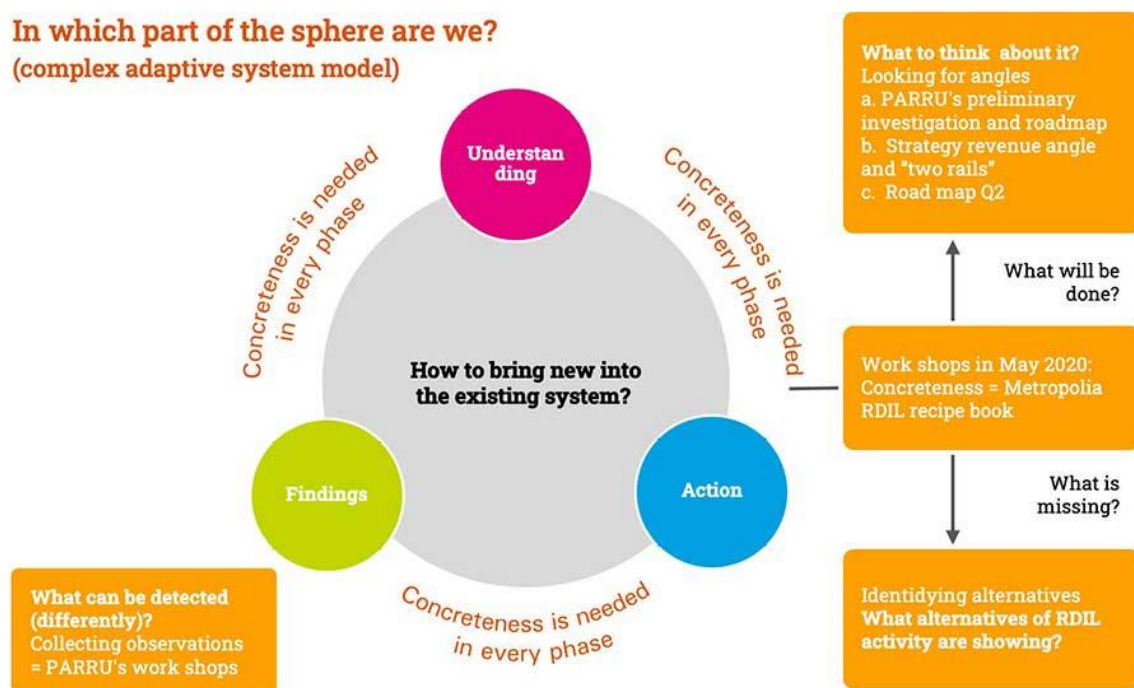 In which part of the sphere are we?
(complex adaptive system model)
Understan
ding
Concreteness is needed
in every phase
Concreteness is needed
in every phase
How to bring new into
the existing system?
Findings
Action
Concreteness is needed
in every phase
What can be detected
(differently)?
Collecting observations
= PARRU's work shops
What to think about it?
Looking for angles
a. PARRU's preliminary
investigation and roadmap
b. Strategy revenue angle
and "two rails"
c. Road map Q2
What will be
done?
Work shops in May 2020:
Concreteness = Metropolia
RDIL recipe book
What is
missing?
Identidying alternatives
What alternatives of RDIL
activity are showing?